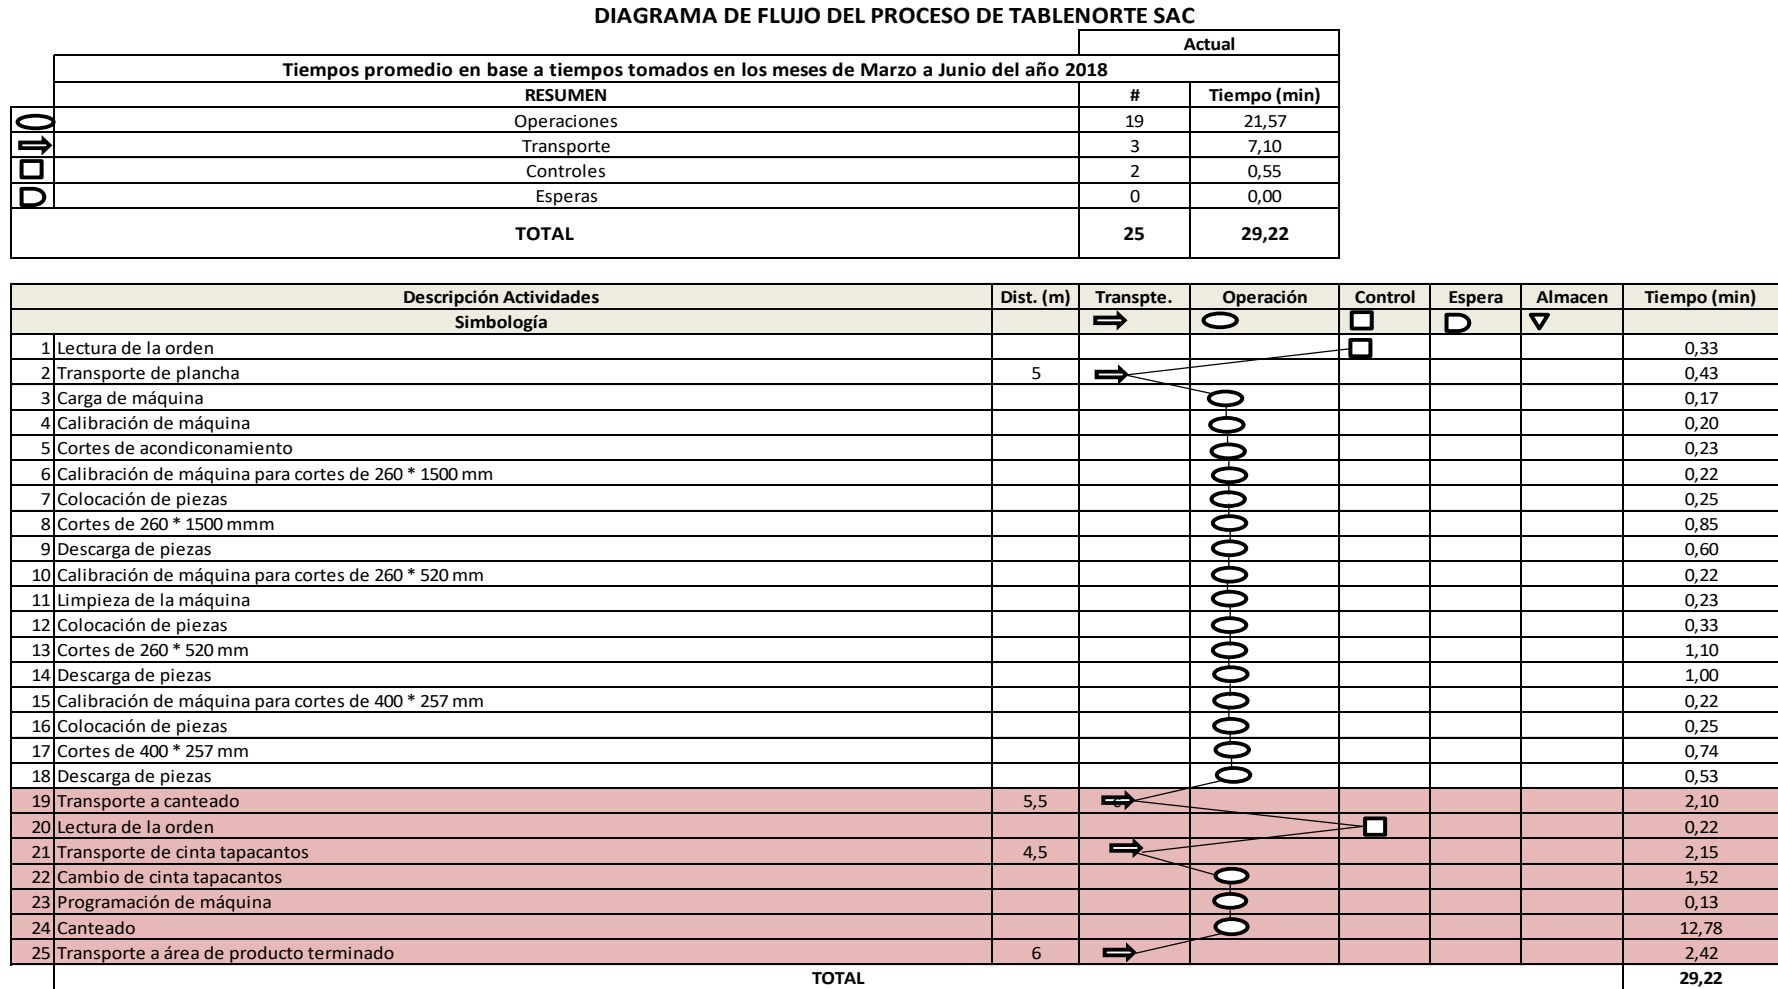 DIAGRAMA DE FLUJO DEL PROCESO DE TABLENORTE SAC
Actual
Tiempos promedio en base a tiempos tomados en los meses de Marzo a Junio del año 2018
RESUMEN # Tiempo (min)
Operaciones 19 21,57
Transporte 3 7,10
Controles 2 0,55
Esperas 0 0,00
TOTAL 25 29,22
Descripción Actividades Dist. (m) Transpte. Operación Control Espera Almacen Tiempo (min)
Simbología
1 Lectura de la orden 0,33
2 Transporte de plancha 5 0,43
3 Carga de máquina 0,17
4 Calibración de máquina 0,20
5 Cortes de acondiconamiento 0,23
6 Calibración de máquina para cortes de 260 * 1500 mm 0,22
7 Colocación de piezas 0,25
8 Cortes de 260 * 1500 mmm 0,85
9 Descarga de piezas 0,60
10 Calibración de máquina para cortes de 260 * 520 mm 0,22
11 Limpieza de la máquina 0,23
12 Colocación de piezas 0,33
13 Cortes de 260 * 520 mm 1,10
14 Descarga de piezas 1,00
15 Calibración de máquina para cortes de 400 * 257 mm 0,22
16 Colocación de piezas 0,25
17 Cortes de 400 * 257 mm 0,74
18 Descarga de piezas 0,53
19 Transporte a canteado 5,5 2,10
20 Lectura de la orden 0,22
21 Transporte de cinta tapacantos 4,5 2,15
22 Cambio de cinta tapacantos 1,52
23 Programación de máquina 0,13
24 Canteado 12,78
25 Transporte a área de producto terminado 6 2,42
TOTAL 29,22